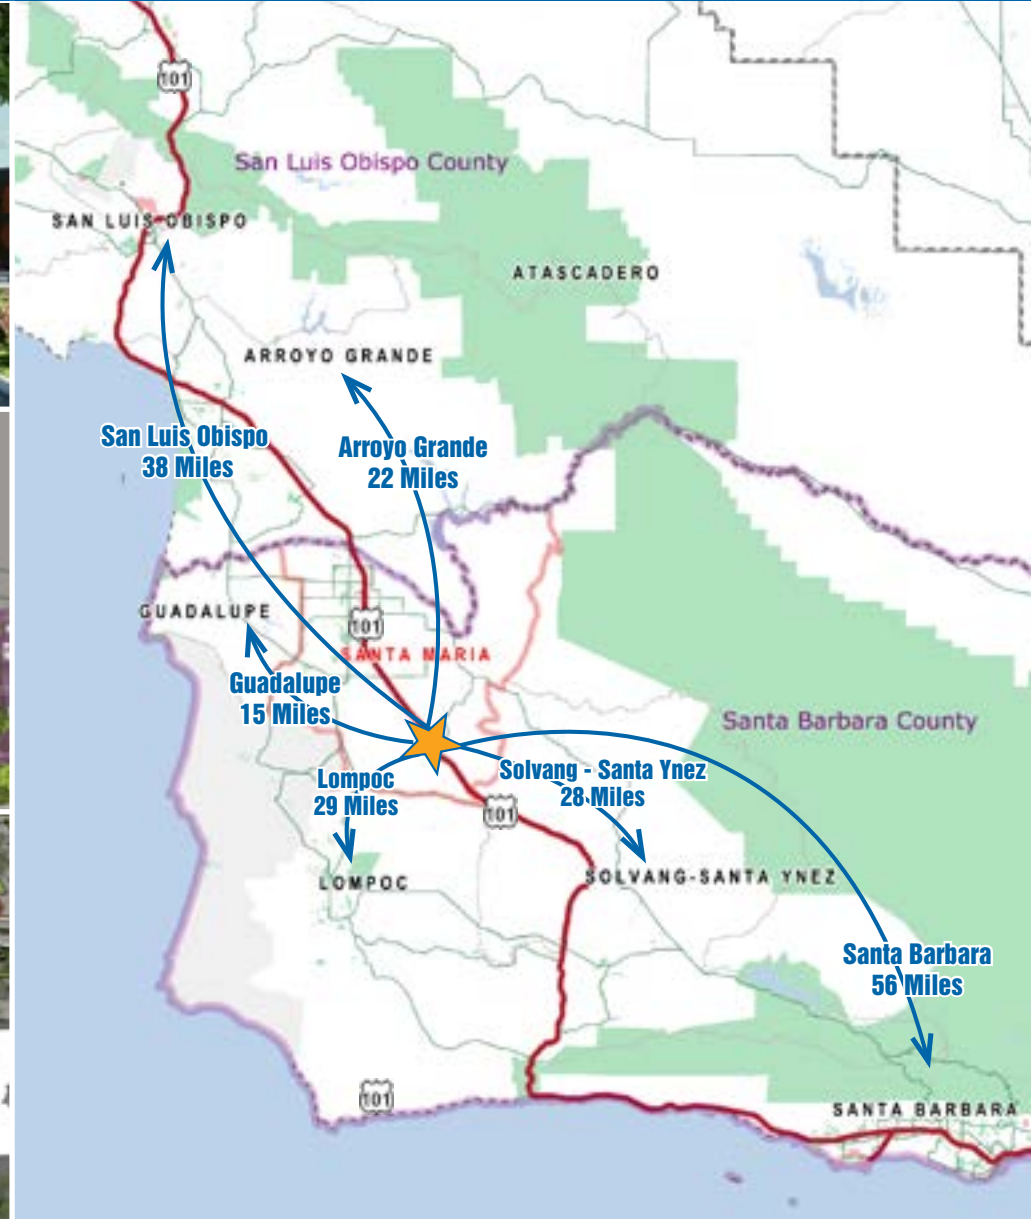 101
San Luis Obispo County
SAN LUIS OBISPO
ATASCADERO
ARROYO GRANDE
San Luis Obispo
38 Miles
Arroyo Grande
22 Miles
GUADALUPE
101
SANTA MARIA
Guadalupe
15 Miles
Santa Barbara County
Lompoc
29 Miles
Solvang - Santa Ynez
28 Miles
101
LOMPOC
SOLVANG-SANTA YNEZ
Santa Barbara
56 Miles
101
SANTA BARBARA